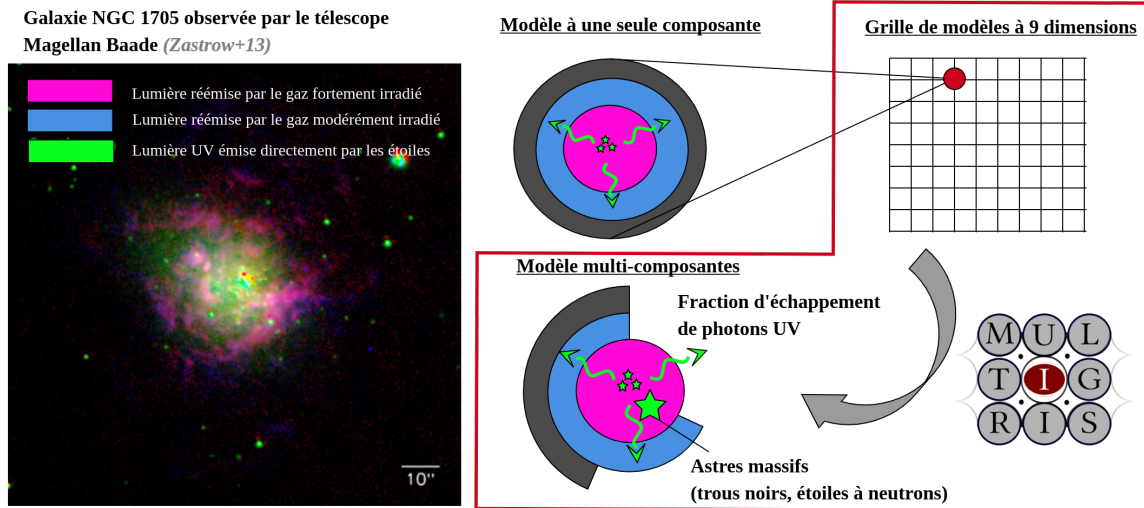 Galaxie NGC 1705 observée par le télescope
Magellan Baade (Zastrow+13)
Lumière réémise par le gaz fortement irradié
Lumière réémise par le gaz modérément irradié
Lumière UV émise directement par les étoiles
10"
Modèle à une seule composante
Grille de modèles à 9 dimensions
Modèle multi-composantes
Fraction d'échappement
de photons UV
Astres massifs
(trous noirs, étoiles à neutrons)
M U L
T I G
R I S